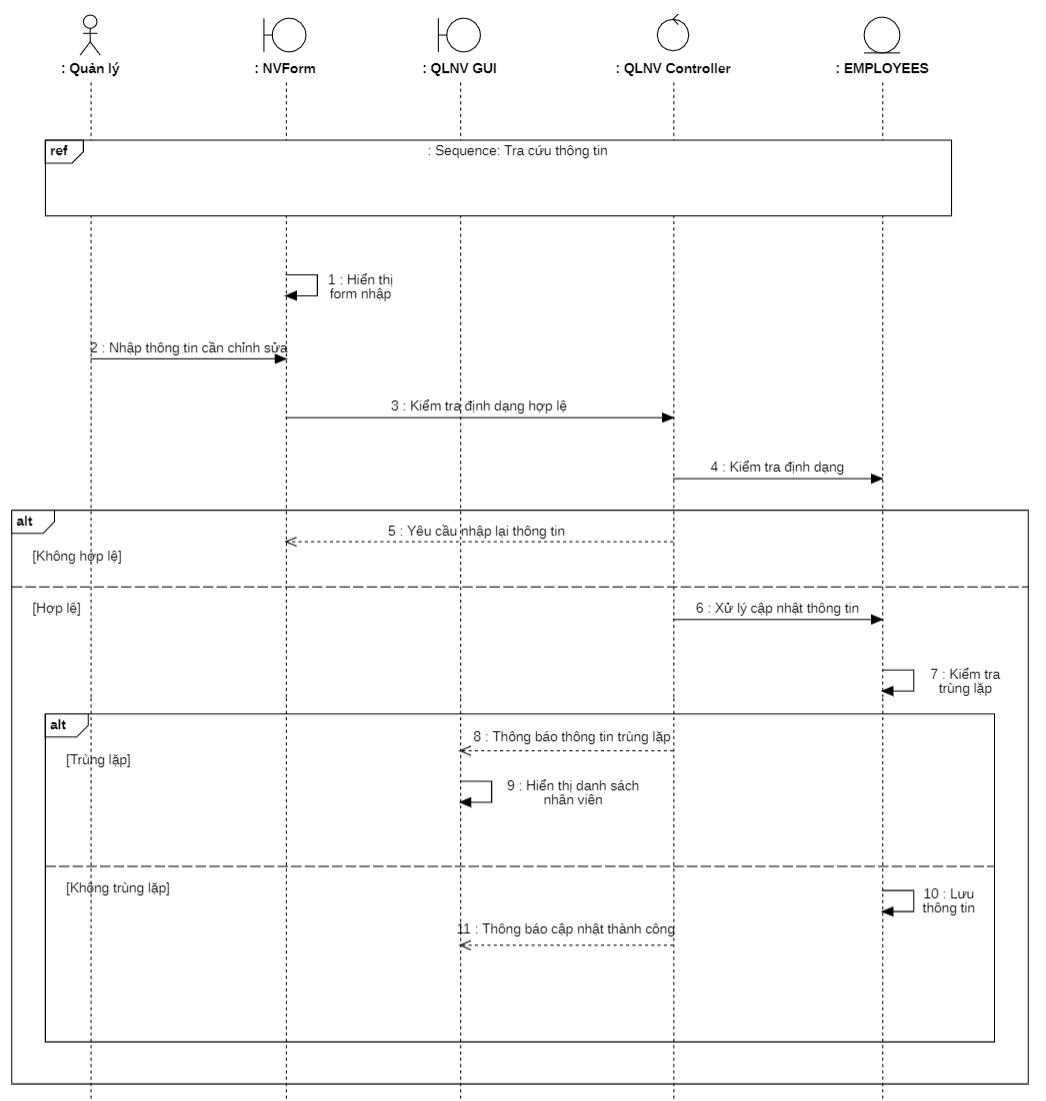 : Quản lý
: NVForm
: QLNV GUI
: QLNV Controller
: EMPLOYEES
ref
: Sequence: Tra cứu thông tin
1 : Hiển thị
form nhập
2 : Nhập thông tin cần chỉnh sửa
3 : Kiểm tra định dạng hợp lệ
4 : Kiểm tra định dạng
alt
5 : Yêu cầu nhập lại thông tin
[Không hợp lệ]
[Hợp lệ]
6 : Xử lý cập nhật thông tin
7 : Kiểm tra
trùng lặp
alt
8 : Thông báo thông tin trùng lặp
[Trùng lặp]
9 : Hiển thị danh sách
nhân viên
[Không trùng lặp]
10 : Lưu
thông tin
11 : Thông báo cập nhật thành công